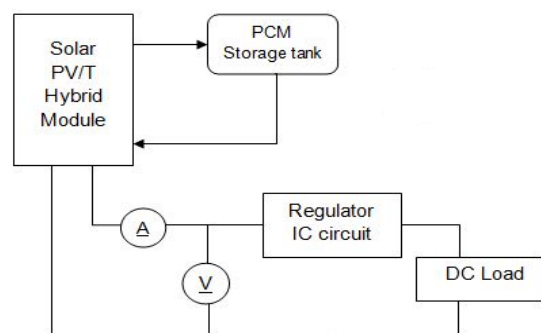 Solar
PV/T
Hybrid
Module
PCM
Storage tank
A
V
Regulator
IC circuit
DC Load